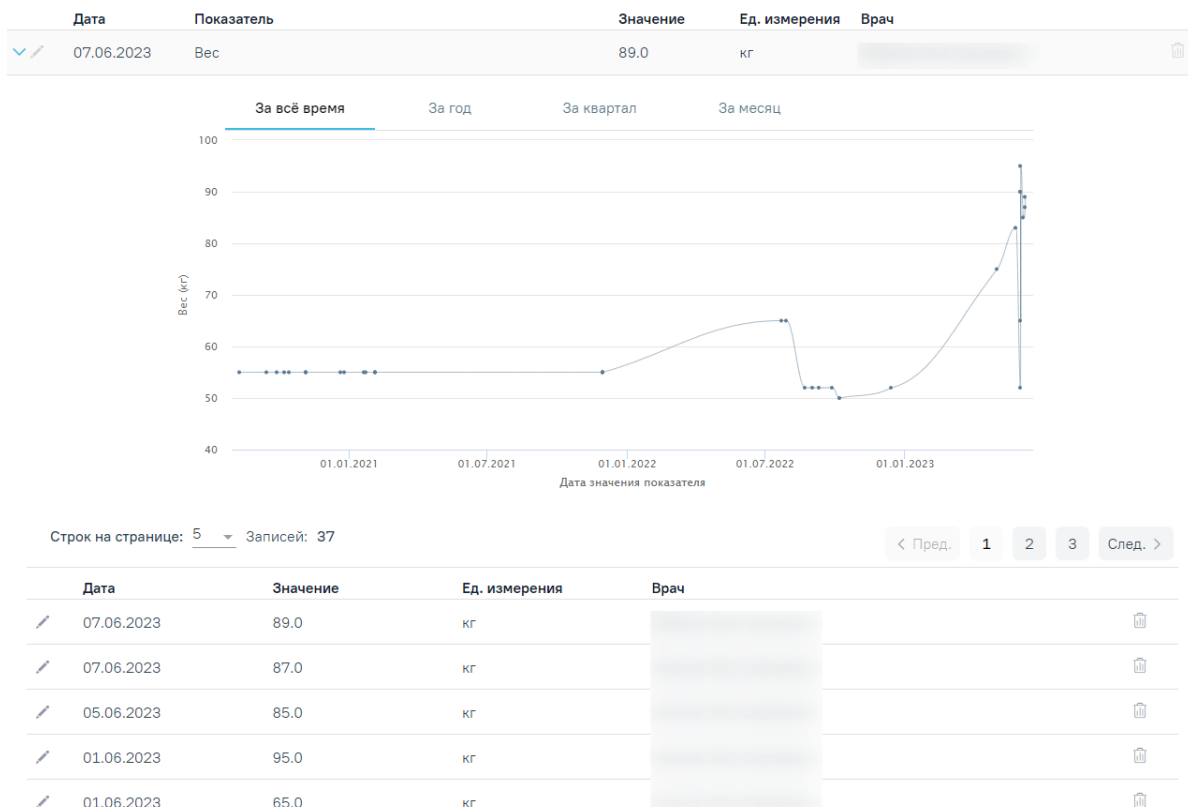 Дата Показатель Значение Ед. измерения Врач
07.06.2023 Вес 89.0 кг
За всё время За год За квартал За месяц
100
90
80
70
60
50
40
Вес (кг)
01.01.2021 01.07.2021 01.01.2022 01.07.2022 01.01.2023
Дата значения показателя
Строк на странице: 5 Записей: 37 < Пред. 1 2 3 След. >
Дата Значение Ед. измерения Врач
07.06.2023 89.0 кг
07.06.2023 87.0 кг
05.06.2023 85.0 кг
01.06.2023 95.0 кг
01.06.2023 65.0 кг